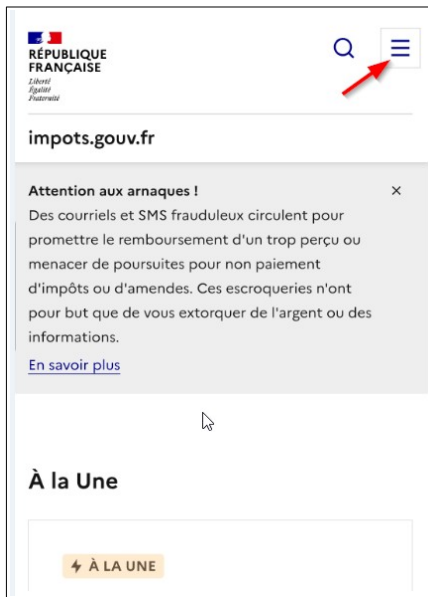 RÉPUBLIQUE
FRANÇAISE
Liberté
Égalité
Fraternité
impots.gouv.fr
Attention aux arnaques !
Des courriels et SMS frauduleux circulent pour
promettre le remboursement d'un trop perçu ou
menacer de poursuites pour non paiement
d'impôts ou d'amendes. Ces escroqueries n'ont
pour but que de vous extorquer de l'argent ou des
informations.
En savoir plus
À la Une
À LA UNE